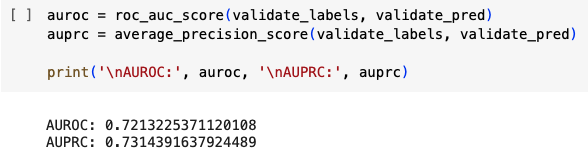 [ ] auroc = roc_auc_score(validate_labels, validate_pred)
auprc = average_precision_score(validate_labels, validate_pred)
print('\nAUROC:', auroc, '\nAUPRC:', auprc)
AUROC: 0.7213225371120108
AUPRC: 0.7314391637924489